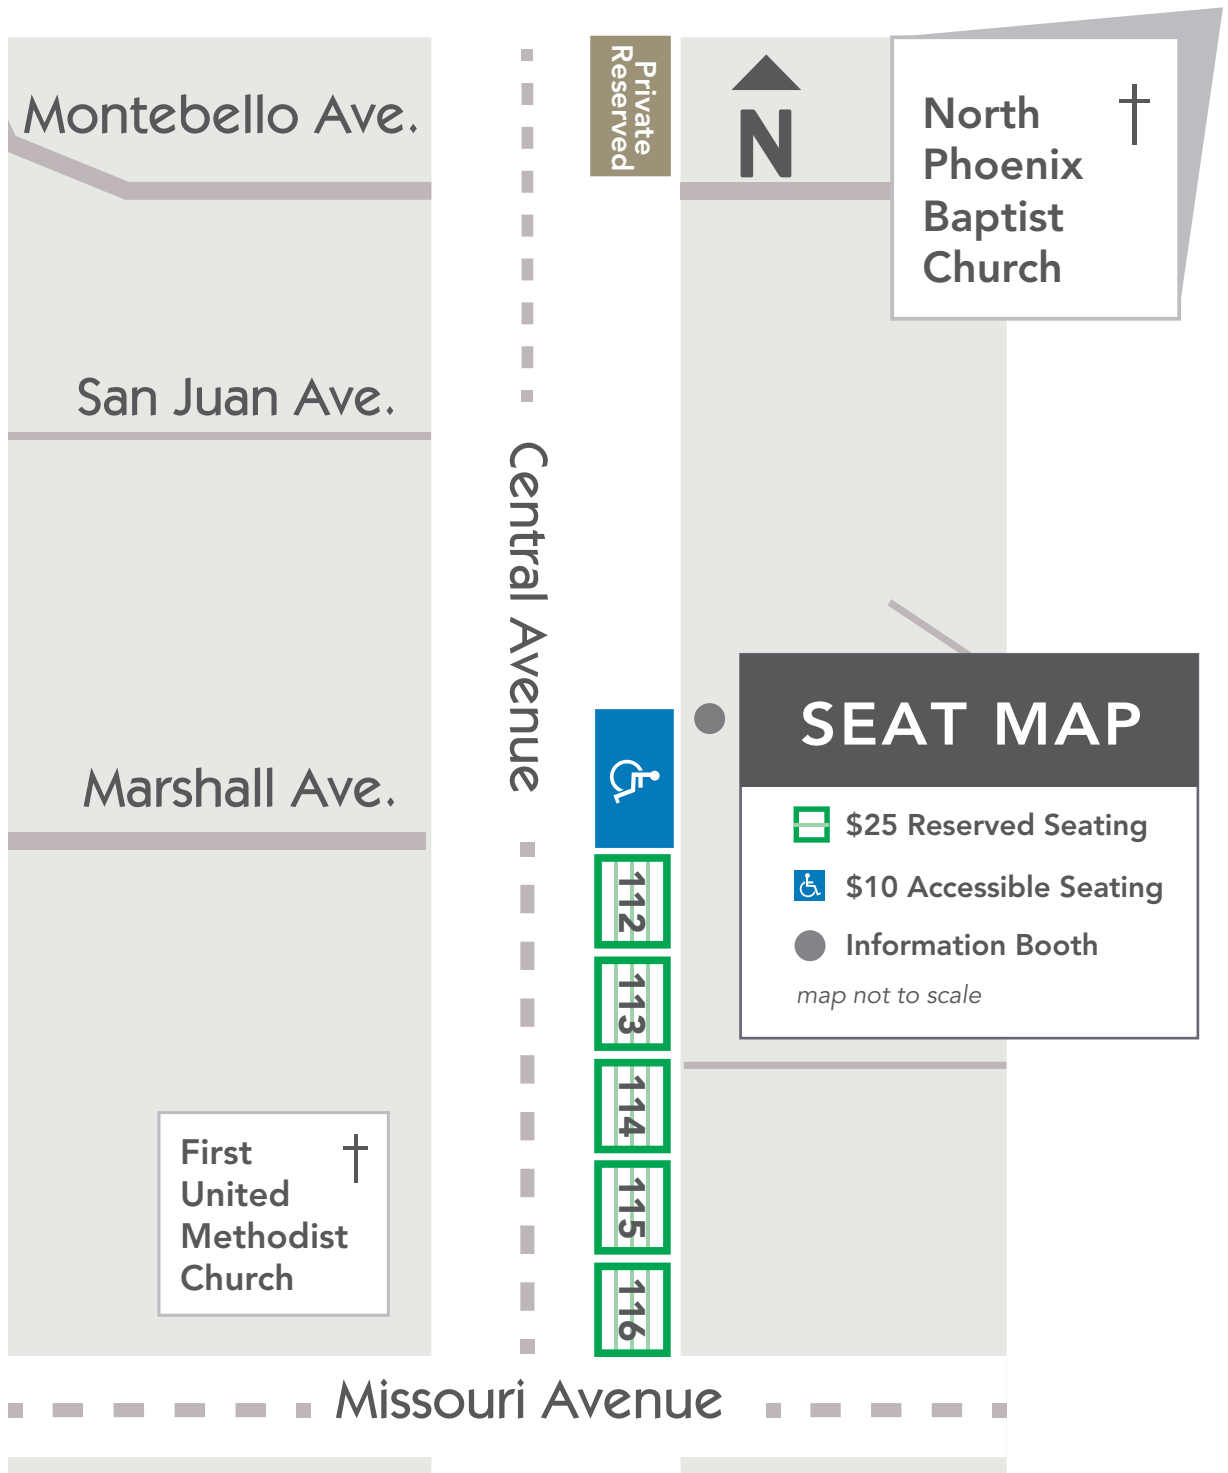 Private
Reserved
N
North
Phoenix
Baptist
Church
Montebello Ave.
San Juan Ave.
Central Avenue
Marshall Ave.
SEAT MAP
$25 Reserved Seating
$10 Accessible Seating
Information Booth
map not to scale
112
113
114
115
116
First
United
Methodist
Church
Missouri Avenue